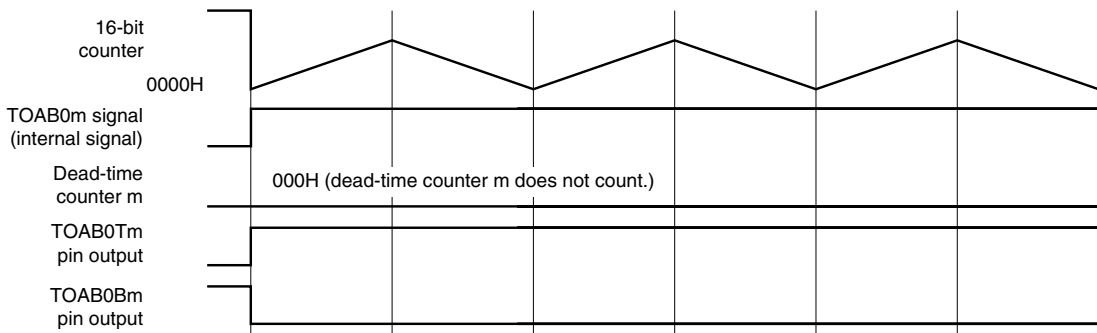 16-bit
counter
0000H
TOAB0m signal
(internal signal)
Dead-time
counter m
000H (dead-time counter m does not count.)
TOAB0Tm
pin output
TOAB0Bm
pin output